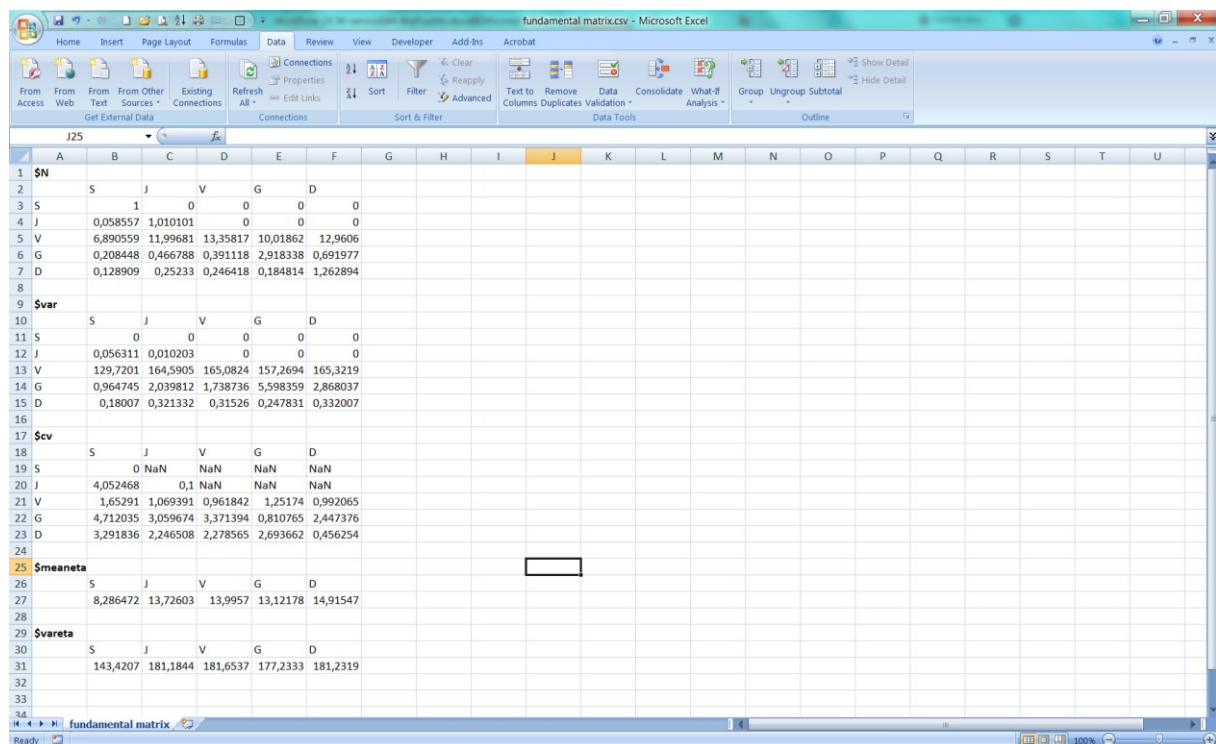 fundamental matrix.csv - Microsoft Excel
Home Insert Page Layout Formulas Data Review View Developer Add-Ins Acrobat
From Access From Web From Text From Other Sources Existing Connections Refresh All Connections Properties Edit Links Sort Filter Clear Reapply Advanced Text to Columns Remove Duplicates Data Validation Consolidate What-If Analysis Group Ungroup Subtotal Show Detail Hide Detail
Get External Data Connections Sort & Filter Data Tools Outline
J25 fx
A B C D E F G H I J K L M N O P Q R S T U
1 $N
2 S J V G D
3 S 1 0 0 0 0
4 J 0,058557 1,010101 0 0 0
5 V 6,890559 11,99681 13,35817 10,01862 12,9606
6 G 0,208448 0,466788 0,391118 2,918338 0,691977
7 D 0,128909 0,25233 0,246418 0,184814 1,262894
8
9 $var
10 S J V G D
11 S 0 0 0 0 0
12 J 0,056311 0,010203 0 0 0
13 V 129,7201 164,5905 165,0824 157,2694 165,3219
14 G 0,964745 2,039812 1,738736 5,598359 2,868037
15 D 0,18007 0,321332 0,31526 0,247831 0,332007
16
17 $cv
18 S J V G D
19 S 0 NaN NaN NaN NaN
20 J 4,052468 0,1 NaN NaN NaN
21 V 1,65291 1,069391 0,961842 1,25174 0,992065
22 G 4,712035 3,059674 3,371394 0,810765 2,447376
23 D 3,291836 2,246508 2,278565 2,693662 0,456254
24
25 $meaneta
26 S J V G D
27 8,286472 13,72603 13,9957 13,12178 14,91547
28
29 $vareta
30 S J V G D
31 143,4207 181,1844 181,6537 177,2333 181,2319
32
33
34
fundamental matrix
Ready 100%